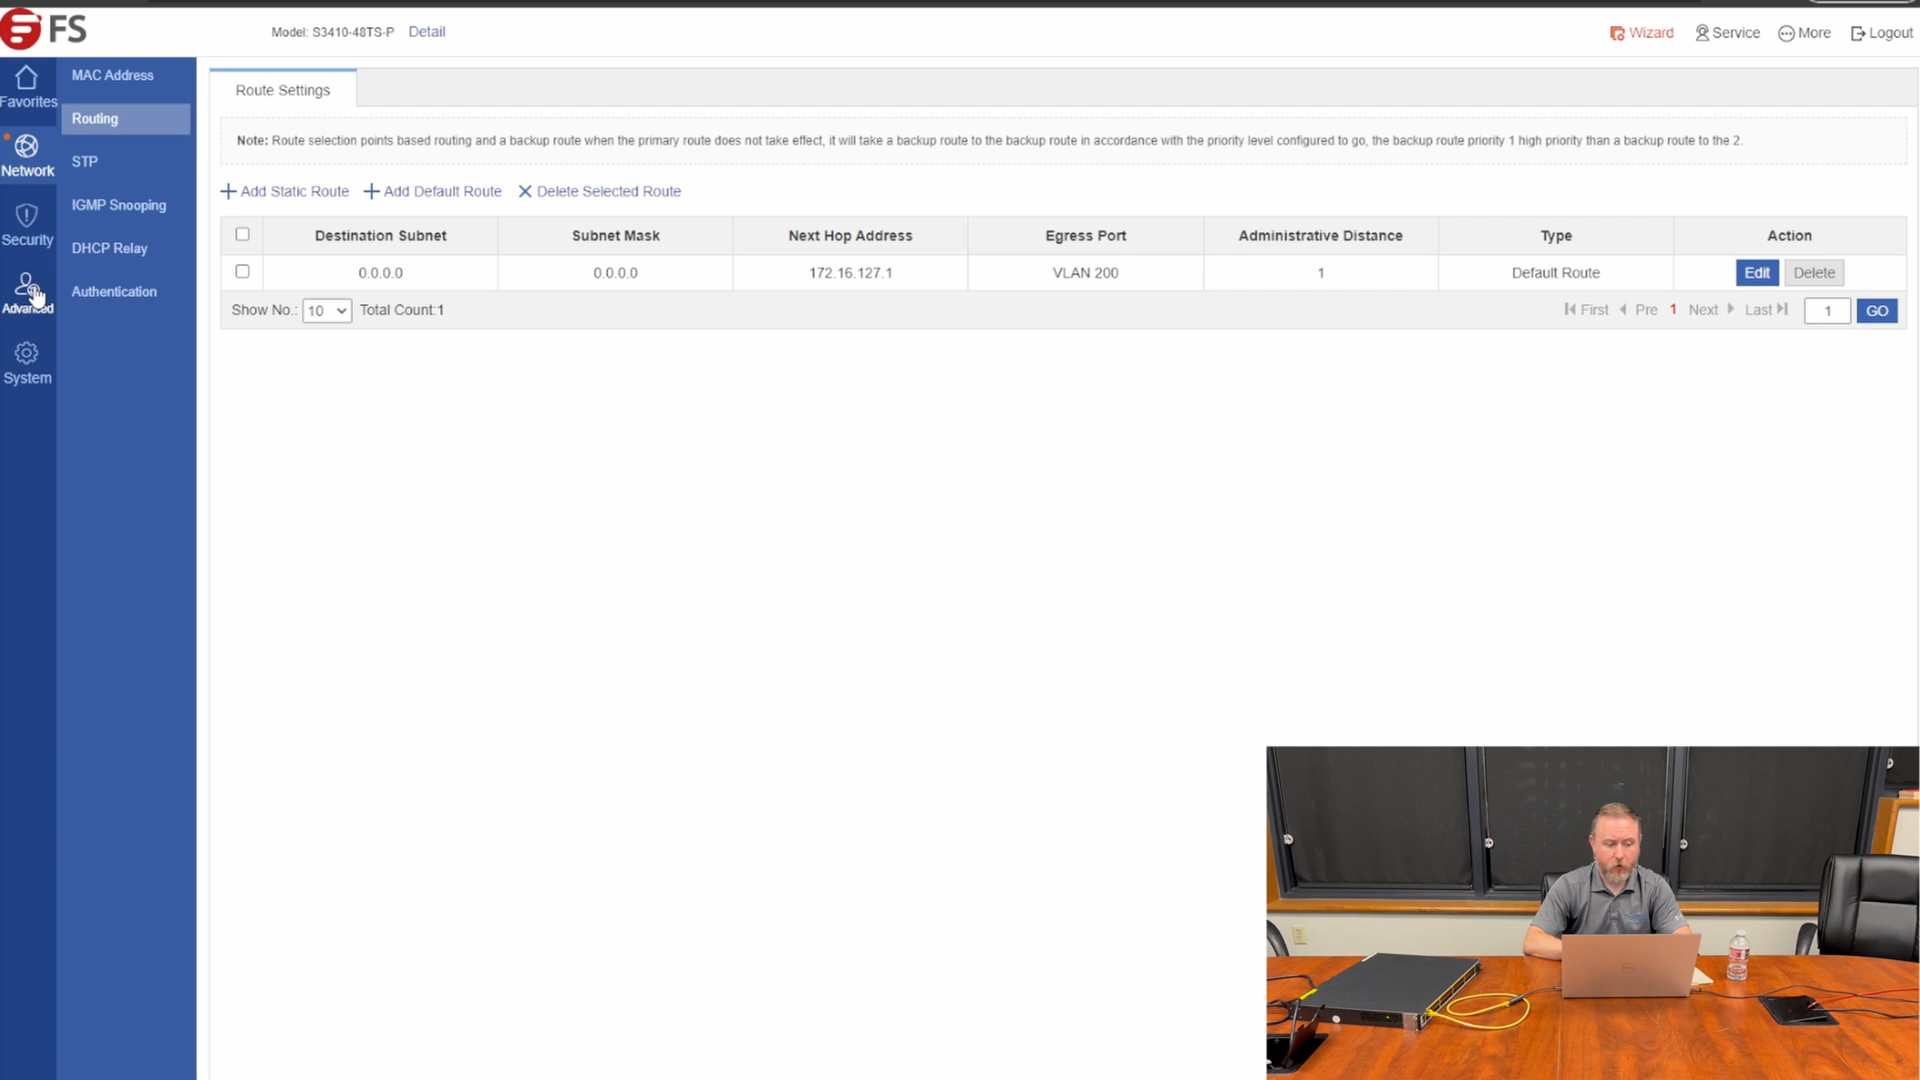 FS
Model: S3410-48TS-P Detail
Wizard Service More Logout
Favorites
Network
Security
Advanced
System
MAC Address
Routing
STP
IGMP Snooping
DHCP Relay
Authentication
Route Settings
Note: Route selection points based routing and a backup route when the primary route does not take effect, it will take a backup route to the backup route in accordance with the priority level configured to go, the backup route priority 1 high priority than a backup route to the 2.
Add Static Route Add Default Route Delete Selected Route
Destination Subnet Subnet Mask Next Hop Address Egress Port Administrative Distance Type Action
0.0.0.0 0.0.0.0 172.16.127.1 VLAN 200 1 Default Route Edit Delete
Show No.: 10 Total Count:1 First Pre 1 Next Last 1 GO